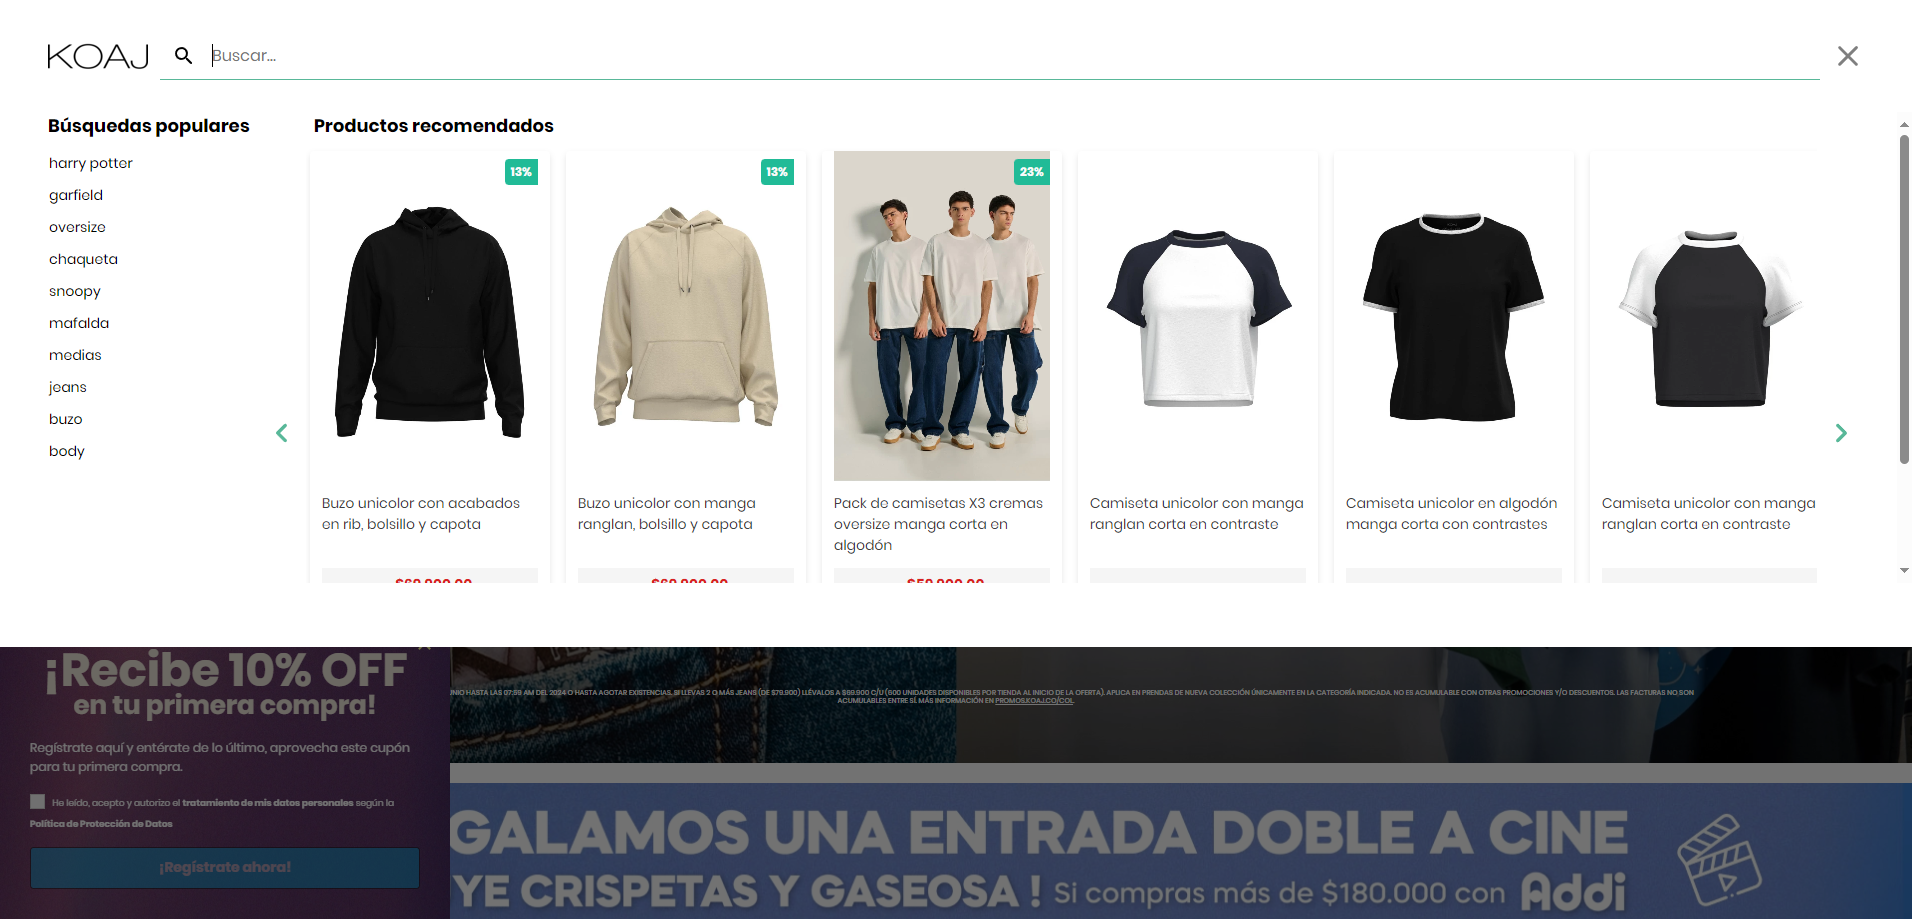 KOAJ
Buscar...
Búsquedas populares
harry potter
garfield
oversize
chaqueta
snoopy
mafalda
medias
jeans
buzo
body
Productos recomendados
13%
Buzo unicolor con acabados
en rib, bolsillo y capota
13%
Buzo unicolor con manga
ranglan, bolsillo y capota
23%
Pack de camisetas X3 cremas
oversize manga corta en
algodón
Camiseta unicolor con manga
ranglan corta en contraste
Camiseta unicolor en algodón
manga corta con contrastes
Camiseta unicolor con manga
ranglan corta en contraste
¡Recibe 10% OFF
en tu primera compra!
Regístrate aquí y entérate de lo último, aprovecha este cupón
para tu primera compra.
He leído, acepto y autorizo el tratamiento de mis datos personales según la
Política de Protección de Datos
¡Regístrate ahora!
UNIO HASTA LAS 07:59 AM DEL 2024 O HASTA AGOTAR EXISTENCIAS. SI LLEVAS 2 O MÁS JEANS (DE $79.900) LLÉVALOS A $69.900 C/U (600 UNIDADES DISPONIBLES POR TIENDA AL INICIO DE LA OFERTA). APLICA EN PRENDAS DE NUEVA COLECCIÓN ÚNICAMENTE EN LA CATEGORÍA INDICADA. NO ES ACUMULABLE CON OTRAS PROMOCIONES Y/O DESCUENTOS. LAS FACTURAS NO SON
ACUMULABLES ENTRE SÍ. MÁS INFORMACIÓN EN PROMOS.KOAJ.CO/COL
GALAMOS UNA ENTRADA DOBLE A CINE
YE CRISPETAS Y GASEOSA ! Si compras más de $180.000 con Addi